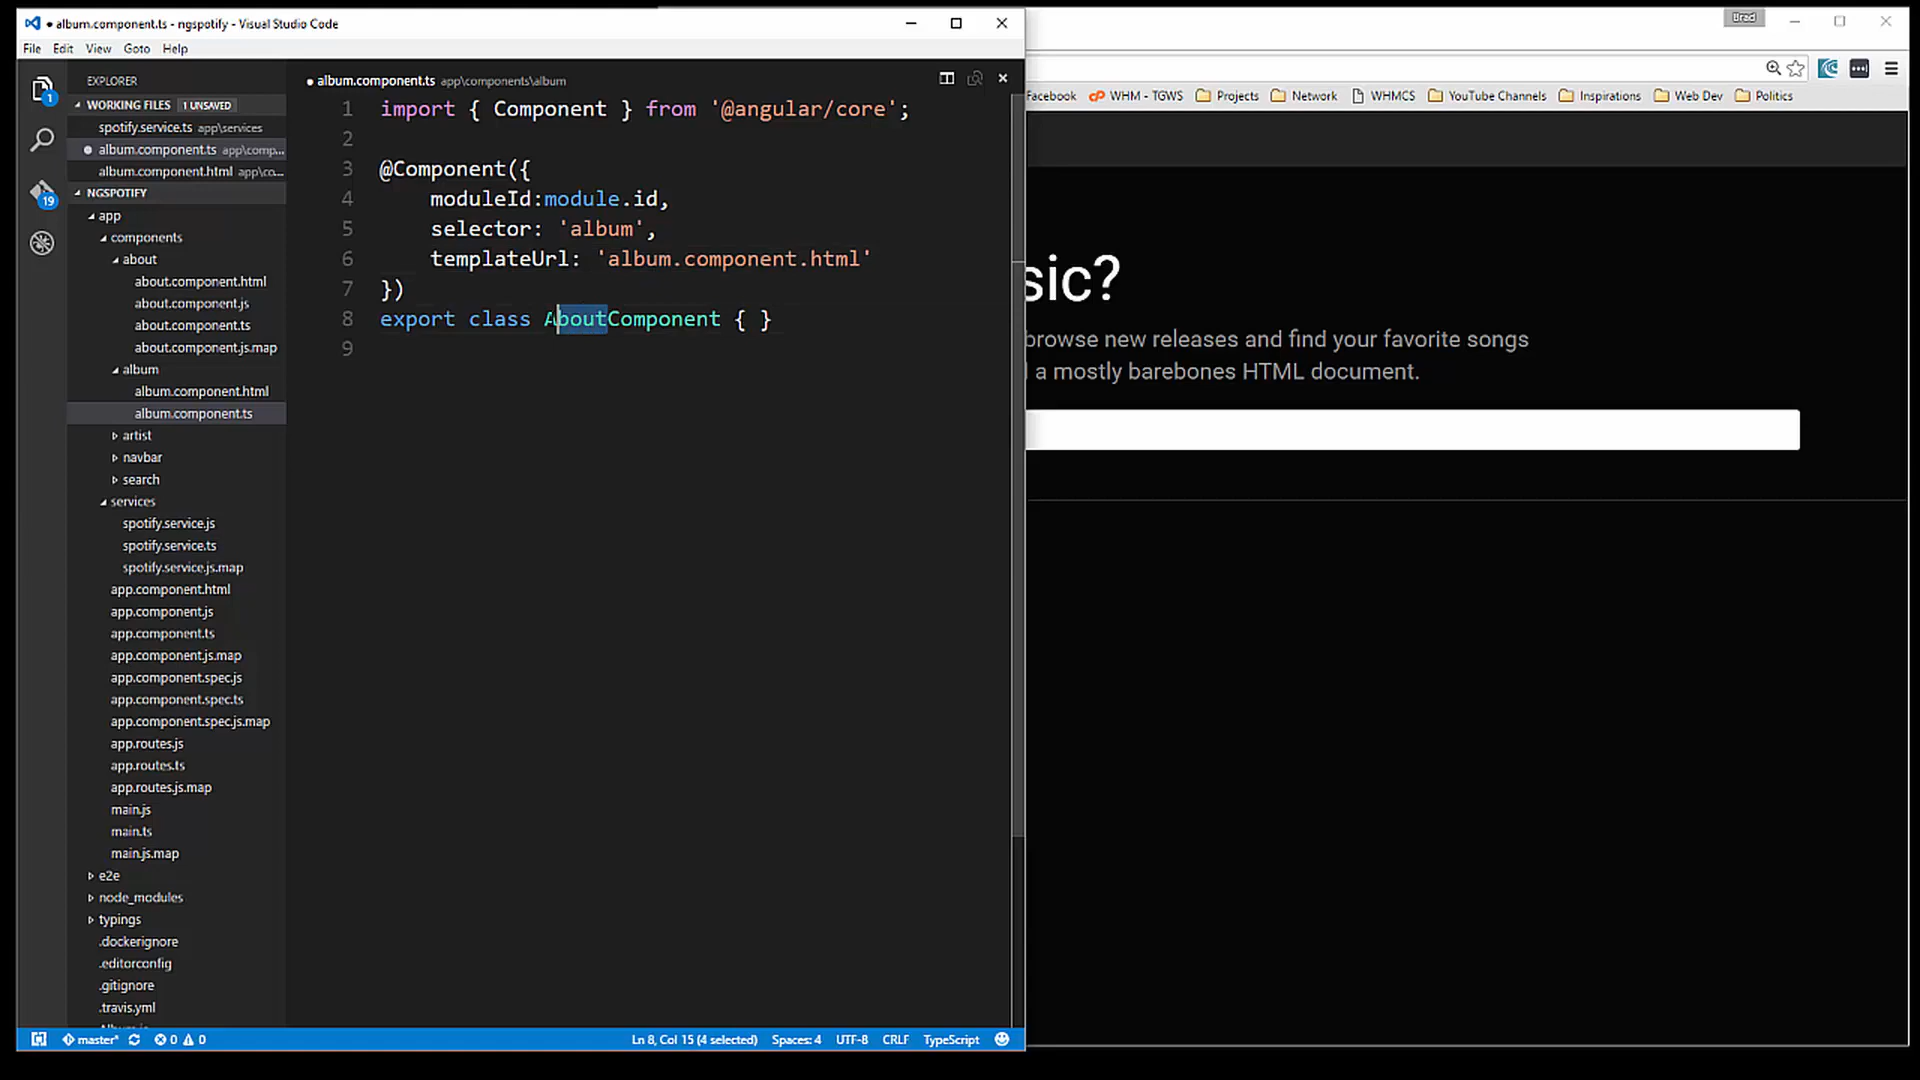 album.component.ts - ngspotify - Visual Studio Code
File Edit View Goto Help
EXPLORER
WORKING FILES 1 UNSAVED
spotify.service.ts app\services
album.component.ts app\comp...
album.component.html app\co...
NGSPOTIFY
app
components
about
about.component.html
about.component.js
about.component.ts
about.component.js.map
album
album.component.html
album.component.ts
artist
navbar
search
services
spotify.service.js
spotify.service.ts
spotify.service.js.map
app.component.html
app.component.js
app.component.ts
app.component.js.map
app.component.spec.js
app.component.spec.ts
app.component.spec.js.map
app.routes.js
app.routes.ts
app.routes.js.map
main.js
main.ts
main.js.map
e2e
node_modules
typings
.dockerignore
.editorconfig
.gitignore
.travis.yml
1
19
album.component.ts app\components\album
1 import { Component } from '@angular/core';
2
3 @Component({
4 moduleId:module.id,
5 selector: 'album',
6 templateUrl: 'album.component.html'
7 })
8 export class AboutComponent { }
9
master* 0 0 Ln 8, Col 15 (4 selected) Spaces: 4 UTF-8 CRLF TypeScript
Brad
Facebook WHM - TGWS Projects Network WHMCS YouTube Channels Inspirations Web Dev Politics
sic?
browse new releases and find your favorite songs
a mostly barebones HTML document.